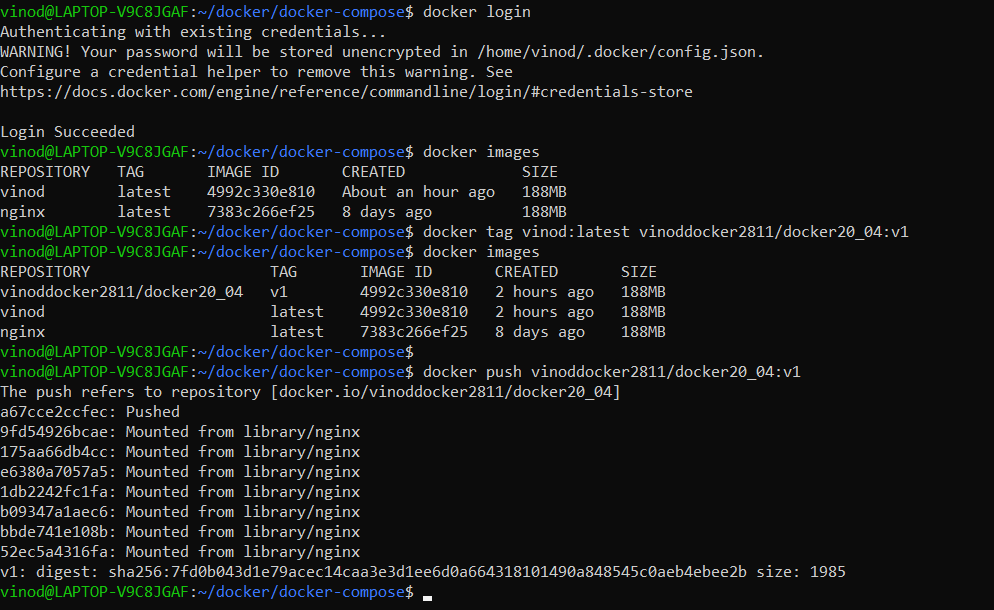 vinod@LAPTOP-V9C8JGAF:~/docker/docker-compose$ docker login
Authenticating with existing credentials...
WARNING! Your password will be stored unencrypted in /home/vinod/.docker/config.json.
Configure a credential helper to remove this warning. See
https://docs.docker.com/engine/reference/commandline/login/#credentials-store

Login Succeeded
vinod@LAPTOP-V9C8JGAF:~/docker/docker-compose$ docker images
REPOSITORY   TAG       IMAGE ID       CREATED             SIZE
vinod        latest    4992c330e810   About an hour ago   188MB
nginx        latest    7383c266ef25   8 days ago          188MB
vinod@LAPTOP-V9C8JGAF:~/docker/docker-compose$ docker tag vinod:latest vinoddocker2811/docker20_04:v1
vinod@LAPTOP-V9C8JGAF:~/docker/docker-compose$ docker images
REPOSITORY                    TAG       IMAGE ID       CREATED       SIZE
vinoddocker2811/docker20_04   v1        4992c330e810   2 hours ago   188MB
vinod                         latest    4992c330e810   2 hours ago   188MB
nginx                         latest    7383c266ef25   8 days ago    188MB
vinod@LAPTOP-V9C8JGAF:~/docker/docker-compose$
vinod@LAPTOP-V9C8JGAF:~/docker/docker-compose$ docker push vinoddocker2811/docker20_04:v1
The push refers to repository [docker.io/vinoddocker2811/docker20_04]
a67cce2ccfec: Pushed
9fd54926bcae: Mounted from library/nginx
175aa66db4cc: Mounted from library/nginx
e6380a7057a5: Mounted from library/nginx
1db2242fc1fa: Mounted from library/nginx
b09347a1aec6: Mounted from library/nginx
bbde741e108b: Mounted from library/nginx
52ec5a4316fa: Mounted from library/nginx
v1: digest: sha256:7fd0b043d1e79acec14caa3e3d1ee6d0a664318101490a848545c0aeb4ebee2b size: 1985
vinod@LAPTOP-V9C8JGAF:~/docker/docker-compose$